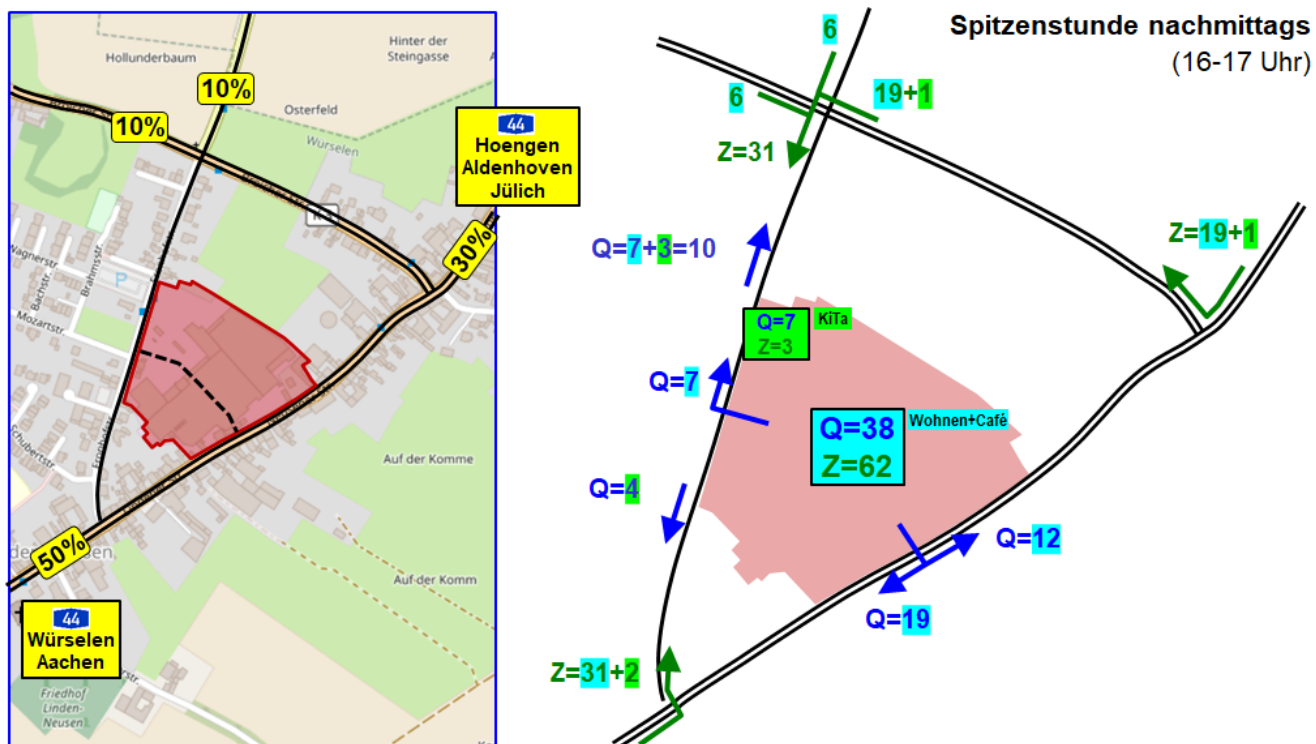 Hollunderbaum
Hinter der
Steingasse
10%
Osterfeld
10%
Würselen
44
Hoengen
Aldenhoven
Jülich
30%
Wagnerstr.
Bachstr.
Brahmsstr.
P
Mozartstr.
Schubertstr.
Auf der Komme
50%
Auf-der Komm
44
Würselen
Aachen
Friedhof
Linden-
Neusen
Spitzenstunde nachmittags
(16-17 Uhr)
6
6
19+1
Z=31
Z=19+1
Q=7+3=10
Q=7
Z=3
KiTa
Q=7
Q=38
Z=62
Wohnen+Café
Q=4
Q=12
Q=19
Z=31+2